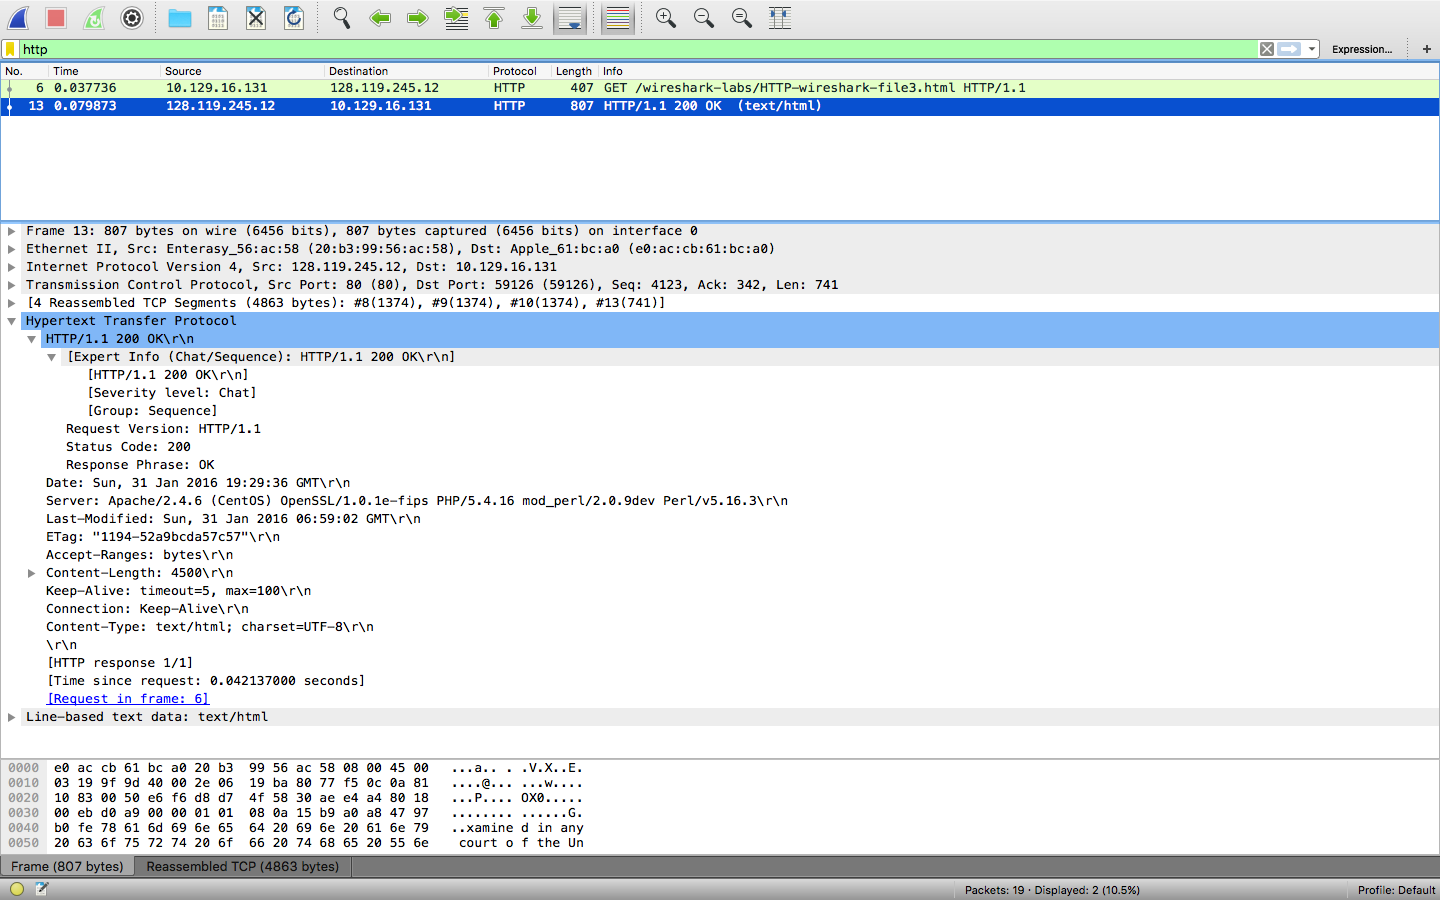 http
Expression...
+
No. Time Source Destination Protocol Length Info
6 0.037736 10.129.16.131 128.119.245.12 HTTP 407 GET /wireshark-labs/HTTP-wireshark-file3.html HTTP/1.1
13 0.079873 128.119.245.12 10.129.16.131 HTTP 807 HTTP/1.1 200 OK (text/html)
Frame 13: 807 bytes on wire (6456 bits), 807 bytes captured (6456 bits) on interface 0
Ethernet II, Src: Enterasy_56:ac:58 (20:b3:99:56:ac:58), Dst: Apple_61:bc:a0 (e0:ac:cb:61:bc:a0)
Internet Protocol Version 4, Src: 128.119.245.12, Dst: 10.129.16.131
Transmission Control Protocol, Src Port: 80 (80), Dst Port: 59126 (59126), Seq: 4123, Ack: 342, Len: 741
[4 Reassembled TCP Segments (4863 bytes): #8(1374), #9(1374), #10(1374), #13(741)]
Hypertext Transfer Protocol
HTTP/1.1 200 OK\r\n
[Expert Info (Chat/Sequence): HTTP/1.1 200 OK\r\n]
[HTTP/1.1 200 OK\r\n]
[Severity level: Chat]
[Group: Sequence]
Request Version: HTTP/1.1
Status Code: 200
Response Phrase: OK
Date: Sun, 31 Jan 2016 19:29:36 GMT\r\n
Server: Apache/2.4.6 (CentOS) OpenSSL/1.0.1e-fips PHP/5.4.16 mod_perl/2.0.9dev Perl/v5.16.3\r\n
Last-Modified: Sun, 31 Jan 2016 06:59:02 GMT\r\n
ETag: "1194-52a9bcda57c57"\r\n
Accept-Ranges: bytes\r\n
Content-Length: 4500\r\n
Keep-Alive: timeout=5, max=100\r\n
Connection: Keep-Alive\r\n
Content-Type: text/html; charset=UTF-8\r\n
\r\n
[HTTP response 1/1]
[Time since request: 0.042137000 seconds]
[Request in frame: 6]
Line-based text data: text/html
0000 e0 ac cb 61 bc a0 20 b3 99 56 ac 58 08 00 45 00 ...a.. . .V.X..E.
0010 03 19 9f 9d 40 00 2e 06 19 ba 80 77 f5 0c 0a 81 ....@... ...w....
0020 10 83 00 50 e6 f6 d8 d7 4f 58 30 ae e4 a4 80 18 ...P.... OX0.....
0030 00 eb d0 a9 00 00 01 01 08 0a 15 b9 a0 a8 47 97 ........ ......G.
0040 b0 fe 78 61 6d 69 6e 65 64 20 69 6e 20 61 6e 79 ..xamine d in any
0050 20 63 6f 75 72 74 20 6f 66 20 74 68 65 20 55 6e court o f the Un
Frame (807 bytes) Reassembled TCP (4863 bytes)
Packets: 19 · Displayed: 2 (10.5%) Profile: Default